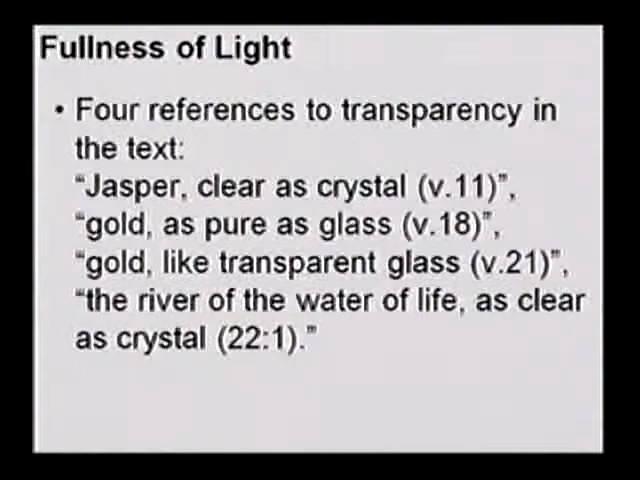 Fullness of Light
• Four references to transparency in
the text:
“Jasper, clear as crystal (v.11)”,
“gold, as pure as glass (v.18)”,
“gold, like transparent glass (v.21)”,
“the river of the water of life, as clear
as crystal (22:1).”